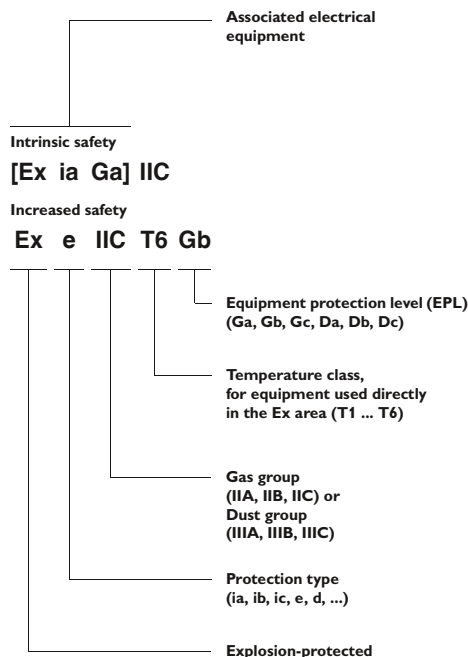 Associated electrical
equipment
Intrinsic safety
[Ex ia Ga] IIC
Increased safety
Ex e IIC T6 Gb
Equipment protection level (EPL)
(Ga, Gb, Gc, Da, Db, Dc)
Temperature class,
for equipment used directly
in the Ex area (T1 ... T6)
Gas group
(IIA, IIB, IIC) or
Dust group
(IIIA, IIIB, IIIC)
Protection type
(ia, ib, ic, e, d, ...)
Explosion-protected